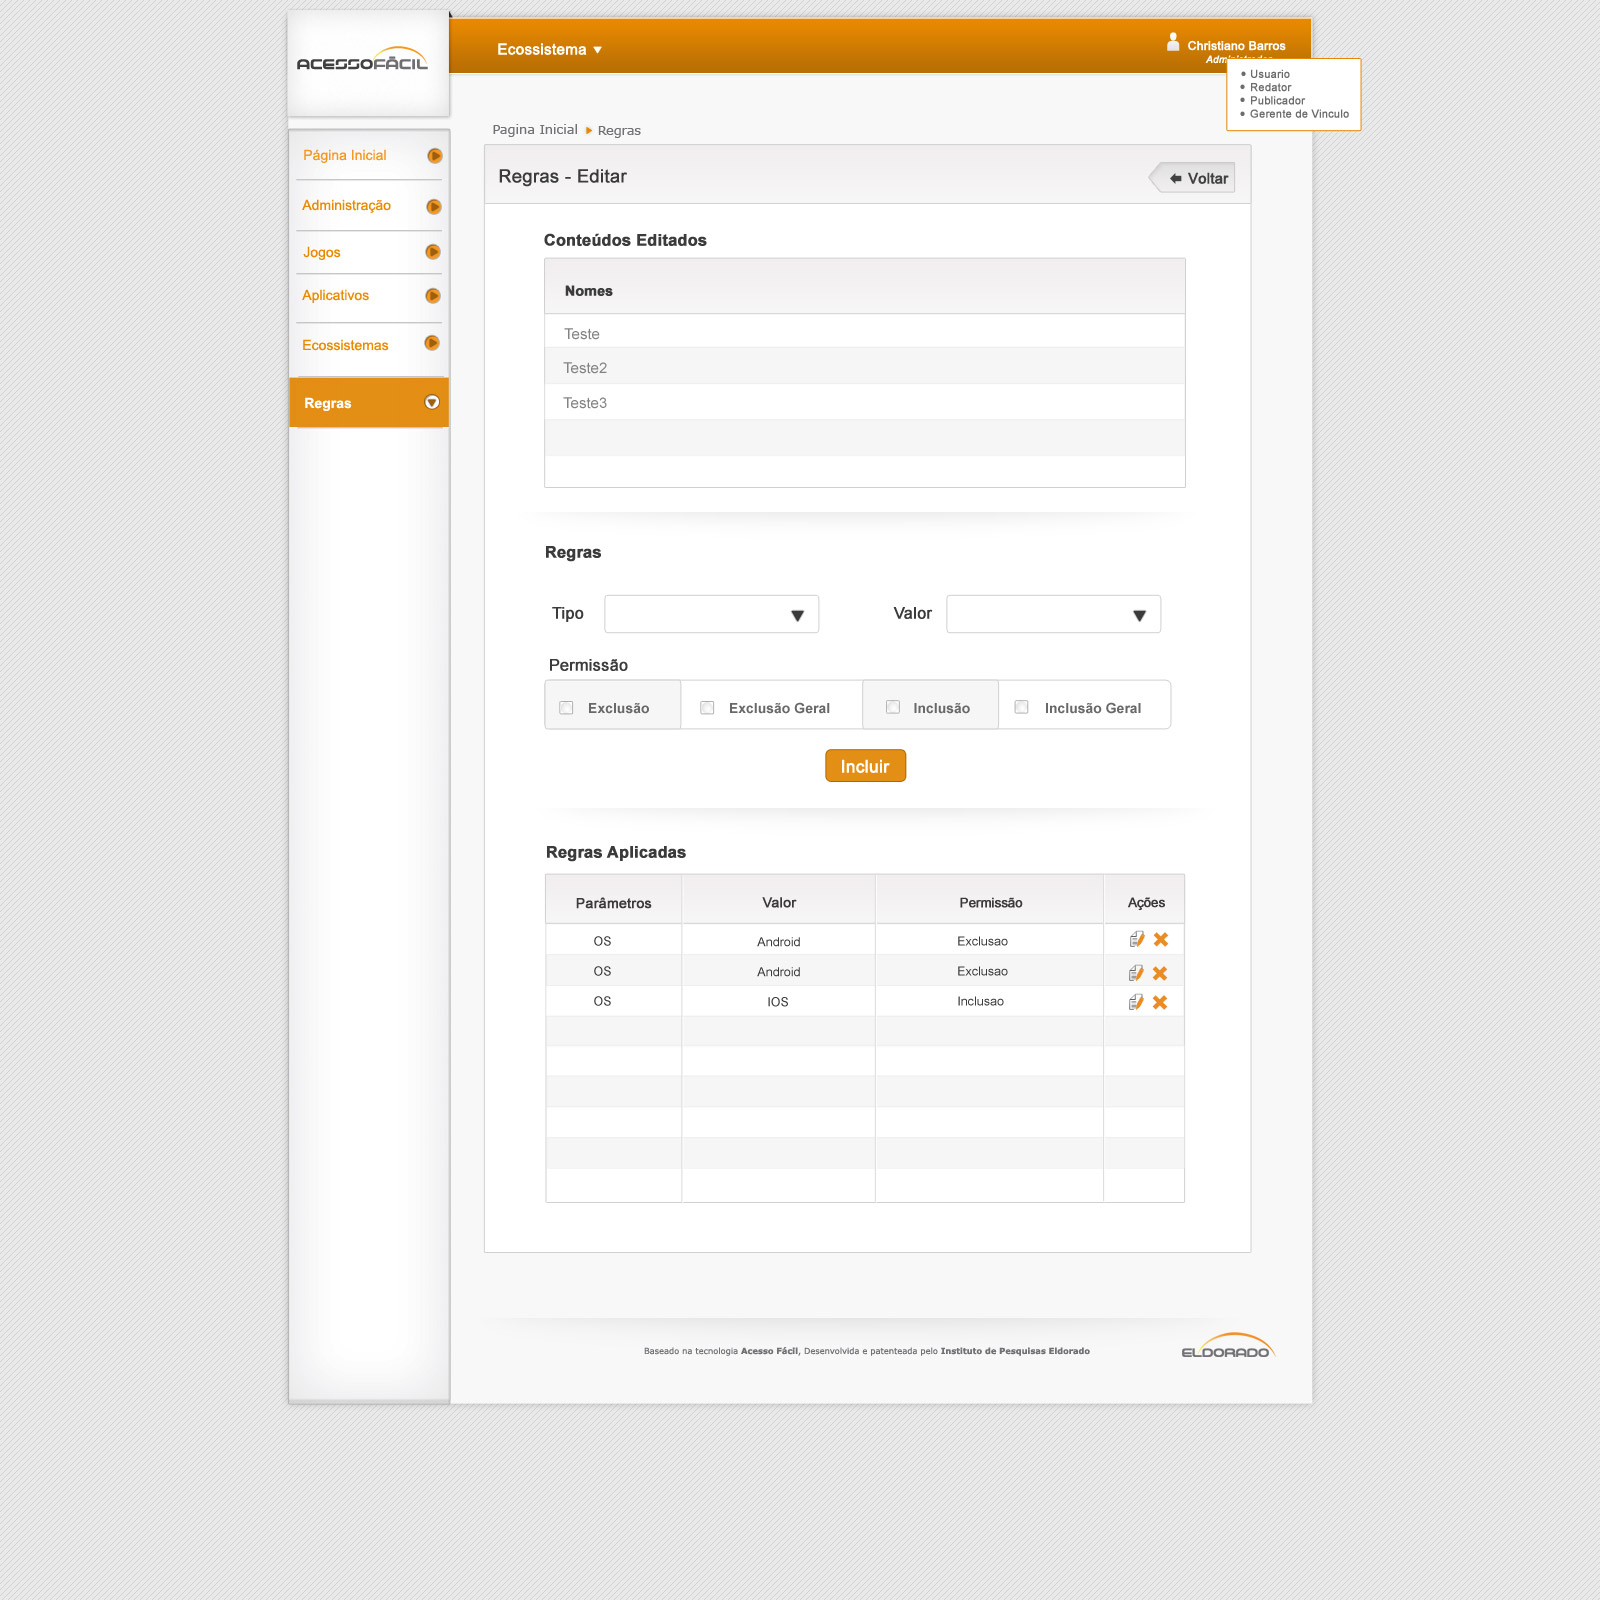 ACESSOFÁCIL
Ecossistema
Christiano Barros
Administrador
Usuario
Redator
Publicador
Gerente de Vinculo
Pagina Inicial Regras
Página Inicial
Administração
Jogos
Aplicativos
Ecossistemas
Regras
Regras - Editar
Voltar
Conteúdos Editados
Nomes
Teste
Teste2
Teste3
Regras
Tipo Valor
Permissão
Exclusão Exclusão Geral Inclusão Inclusão Geral
Incluir
Regras Aplicadas
Parâmetros Valor Permissão Ações
OS Android Exclusao
OS Android Exclusao
OS IOS Inclusao
Baseado na tecnologia Acesso Fácil, Desenvolvida e patenteada pelo Instituto de Pesquisas Eldorado
ELDORADO